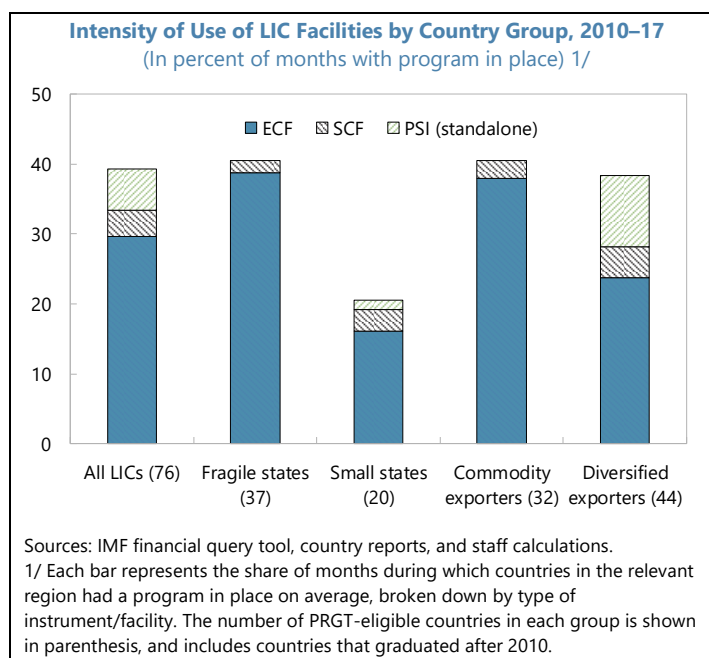 Intensity of Use of LIC Facilities by Country Group, 2010–17
(In percent of months with program in place) 1/
50
ECF SCF PSI (standalone)
40
30
20
10
0
All LICs (76) Fragile states Small states Commodity Diversified
(37) (20) exporters (32) exporters (44)
Sources: IMF financial query tool, country reports, and staff calculations.
1/ Each bar represents the share of months during which countries in the relevant
region had a program in place on average, broken down by type of
instrument/facility. The number of PRGT-eligible countries in each group is shown
in parenthesis, and includes countries that graduated after 2010.